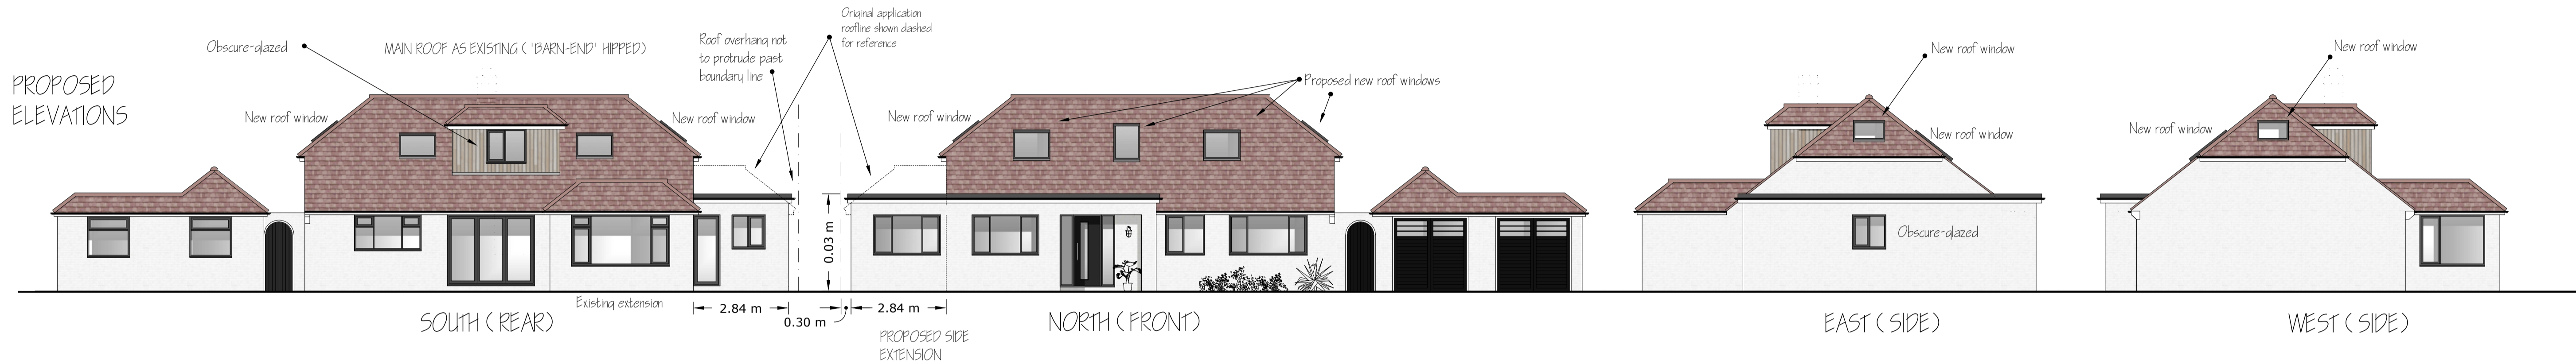 PROPOSED
ELEVATIONS
Obscure-glazed
MAIN ROOF AS EXISTING ( 'BARN-END' HIPPED)
New roof window
New roof window
Roof overhang not
to protrude past
boundary line
Original application
roofline shown dashed
for reference
Existing extension
2.84 m
SOUTH ( REAR)
0.30 m
0.03 m
2.84 m
PROPOSED SIDE
EXTENSION
New roof window
Proposed new roof windows
NORTH ( FRONT)
New roof window
New roof window
Obscure-glazed
EAST ( SIDE)
New roof window
New roof window
WEST ( SIDE)